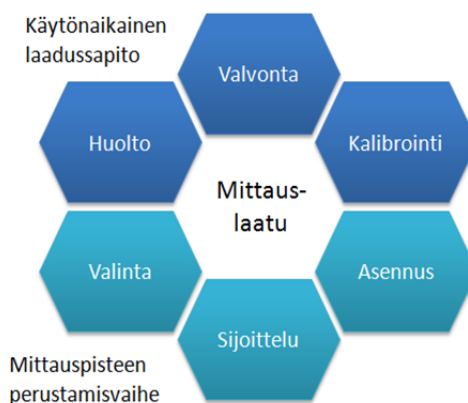 Käytönaikainen
laadussapito
Valvonta
Huolto
Kalibrointi
Mittaus-
laatu
Valinta
Asennus
Sijoittelu
Mittauspisteen
perustamisvaihe